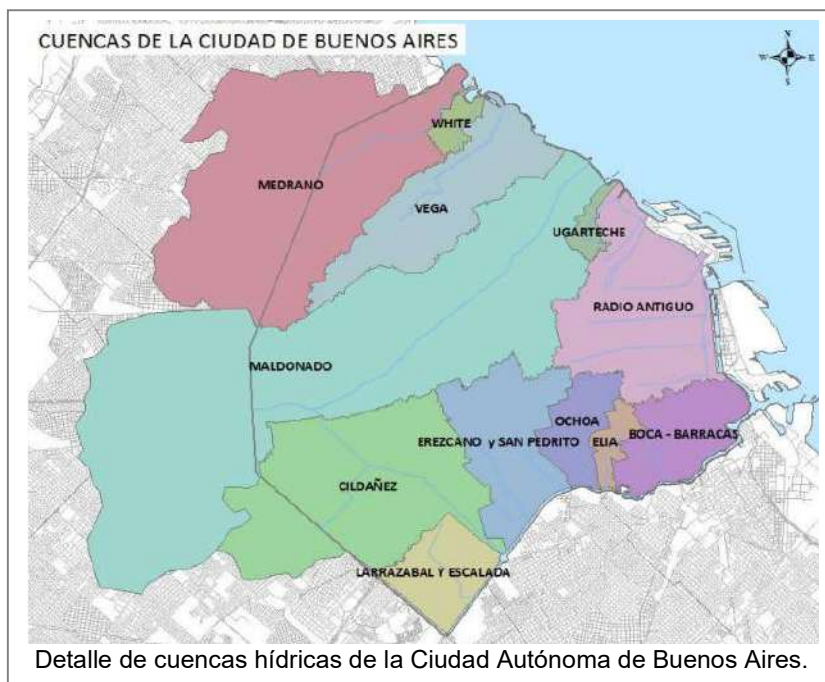 CUENCAS DE LA CIUDAD DE BUENOS AIRES
N
W E
S
WHITE
MEDRANO
VEGA
UGARTECHE
RADIO ANTIGUO
MALDONADO
OCHOA
EREZCANO y SAN PEDRITO
ELIA
BOCA - BARRACAS
CILDAÑEZ
LARRAZABAL Y ESCALADA
Detalle de cuencas hídricas de la Ciudad Autónoma de Buenos Aires.